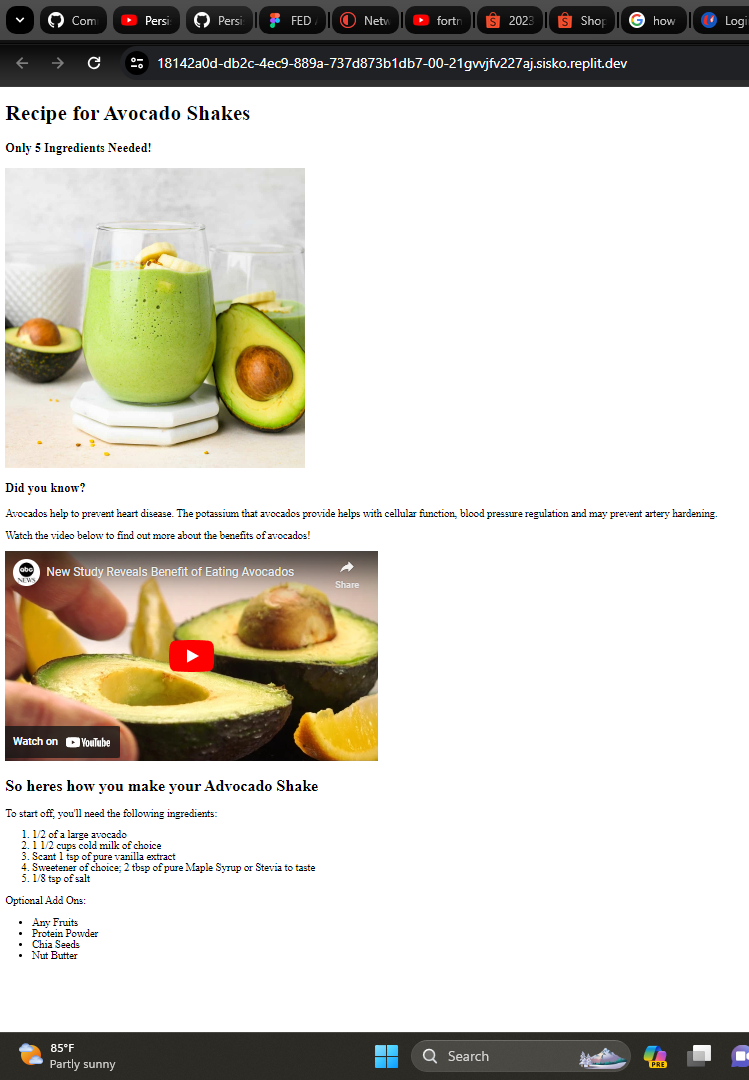 Com
Persi
Persi
FED
Netw
fortn
2023
Shop
how
Logi
18142a0d-db2c-4ec9-889a-737d873b1db7-00-21gvvjfv227aj.sisko.replit.dev
Recipe for Avocado Shakes
Only 5 Ingredients Needed!
Did you know?
Avocados help to prevent heart disease. The potassium that avocados provide helps with cellular function, blood pressure regulation and may prevent artery hardening.
Watch the video below to find out more about the benefits of avocados!
abc NEWS
New Study Reveals Benefit of Eating Avocados
Share
Watch on YouTube
So heres how you make your Advocado Shake
To start off, you'll need the following ingredients:
1. 1/2 of a large avocado
2. 1 1/2 cups cold milk of choice
3. Scant 1 tsp of pure vanilla extract
4. Sweetener of choice; 2 tbsp of pure Maple Syrup or Stevia to taste
5. 1/8 tsp of salt
Optional Add Ons:
• Any Fruits
• Protein Powder
• Chia Seeds
• Nut Butter
85°F
Partly sunny
Search
PRE